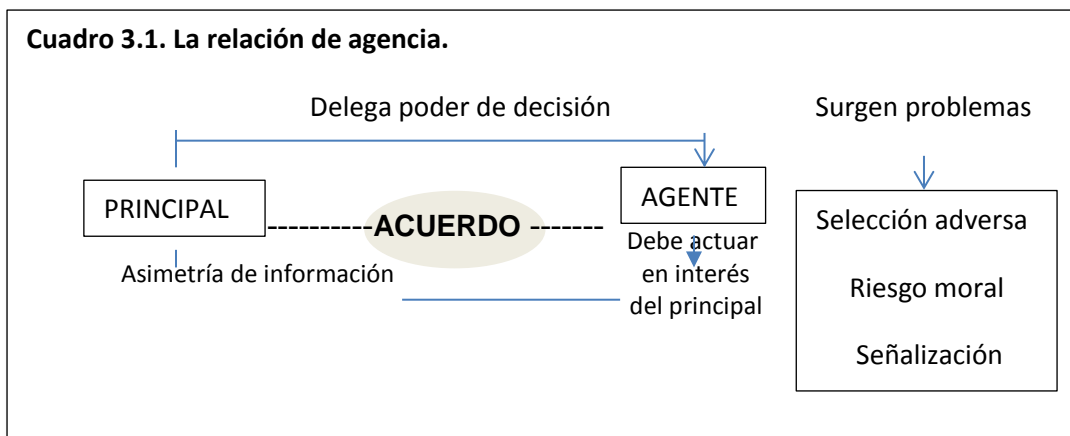 Cuadro 3.1. La relación de agencia.
Delega poder de decisión
Surgen problemas
PRINCIPAL
----------ACUERDO -------
AGENTE
Debe actuar
en interés
del principal
Asimetría de información
Selección adversa
Riesgo moral
Señalización